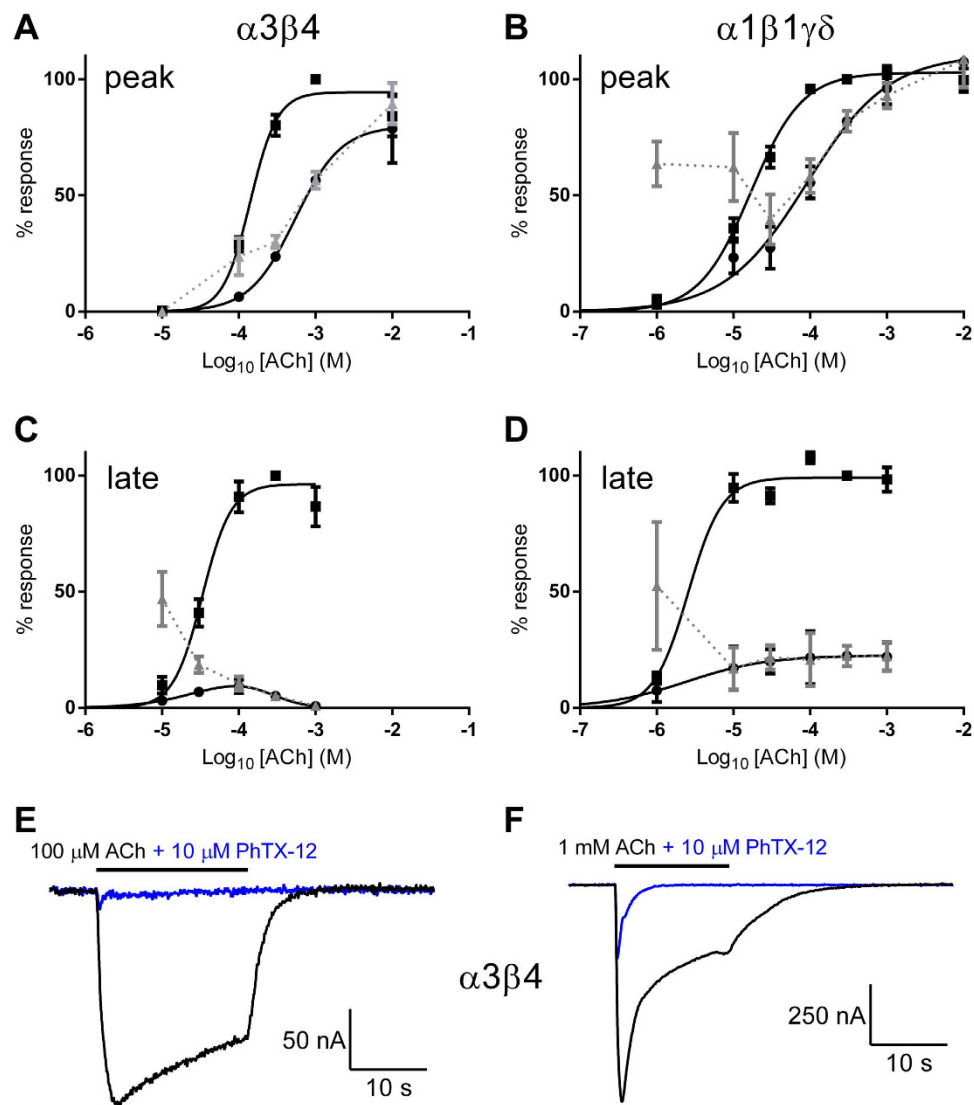 A
α3β4
peak
% response
100
50
0
-6 -5 -4 -3 -2 -1
Log10 [ACh] (M)
B
α1β1γδ
peak
% response
100
50
0
-7 -6 -5 -4 -3 -2
Log10 [ACh] (M)
C
late
% response
100
50
0
-6 -5 -4 -3 -2 -1
Log10 [ACh] (M)
D
late
% response
100
50
0
-7 -6 -5 -4 -3 -2
Log10 [ACh] (M)
E
100 μM ACh + 10 μM PhTX-12
50 nA
10 s
α3β4
F
1 mM ACh + 10 μM PhTX-12
250 nA
10 s